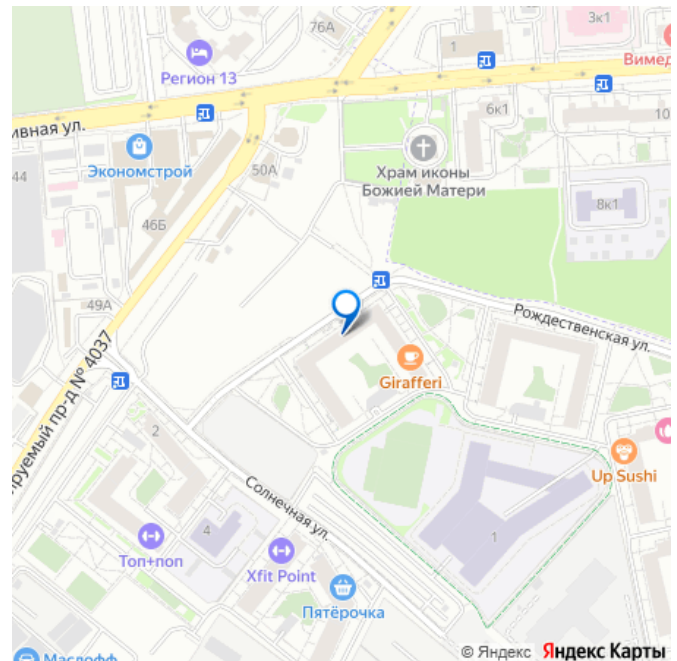 76А
3к1
1
Вимед
Регион 13
ивная ул.
6к1
10
Экономстрой
50А
Храм иконы
Божией Матери
44
46Б
8к1
49А
Рождественская ул.
руемый пр-д № 4037
Girafferi
2
Up Sushi
Солнечная ул.
4
1
Топ+поп
Xfit Point
Пятёрочка
Маслофф
© Яндекс Яндекс Карты